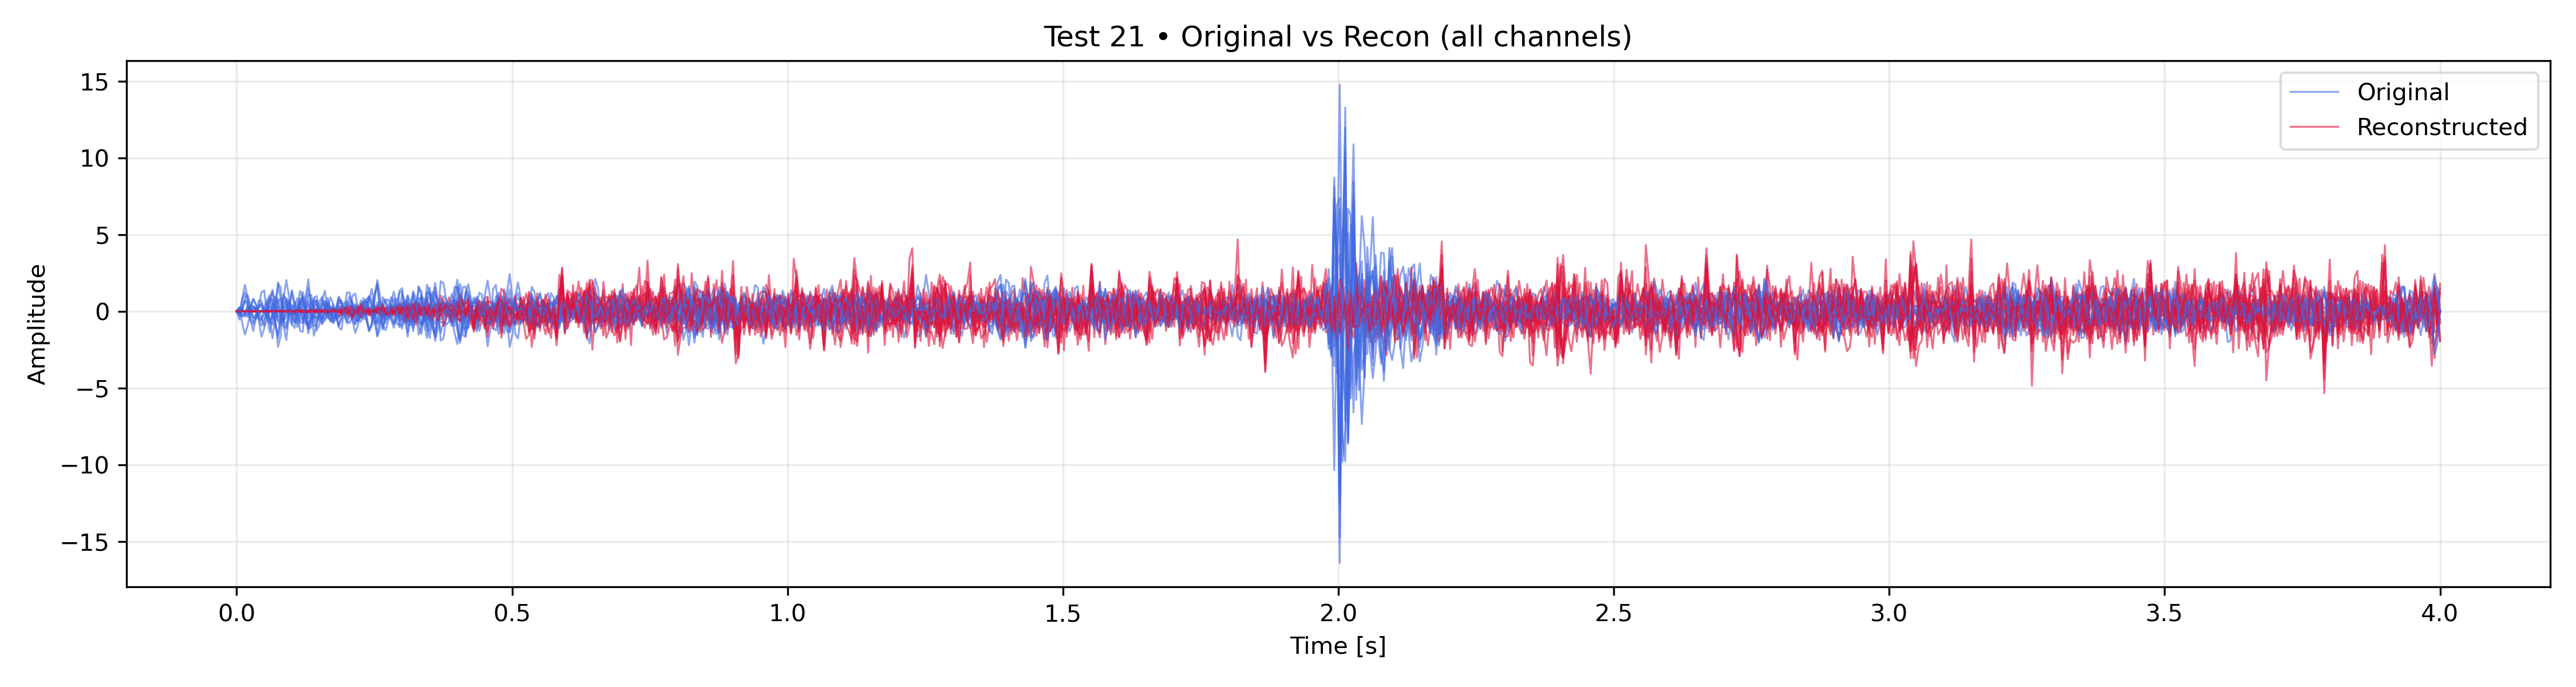 Test 21 • Original vs Recon (all channels)
Original
Reconstructed
15
10
5
0
−5
−10
−15
Amplitude
0.0 0.5 1.0 1.5 2.0 2.5 3.0 3.5 4.0
Time [s]